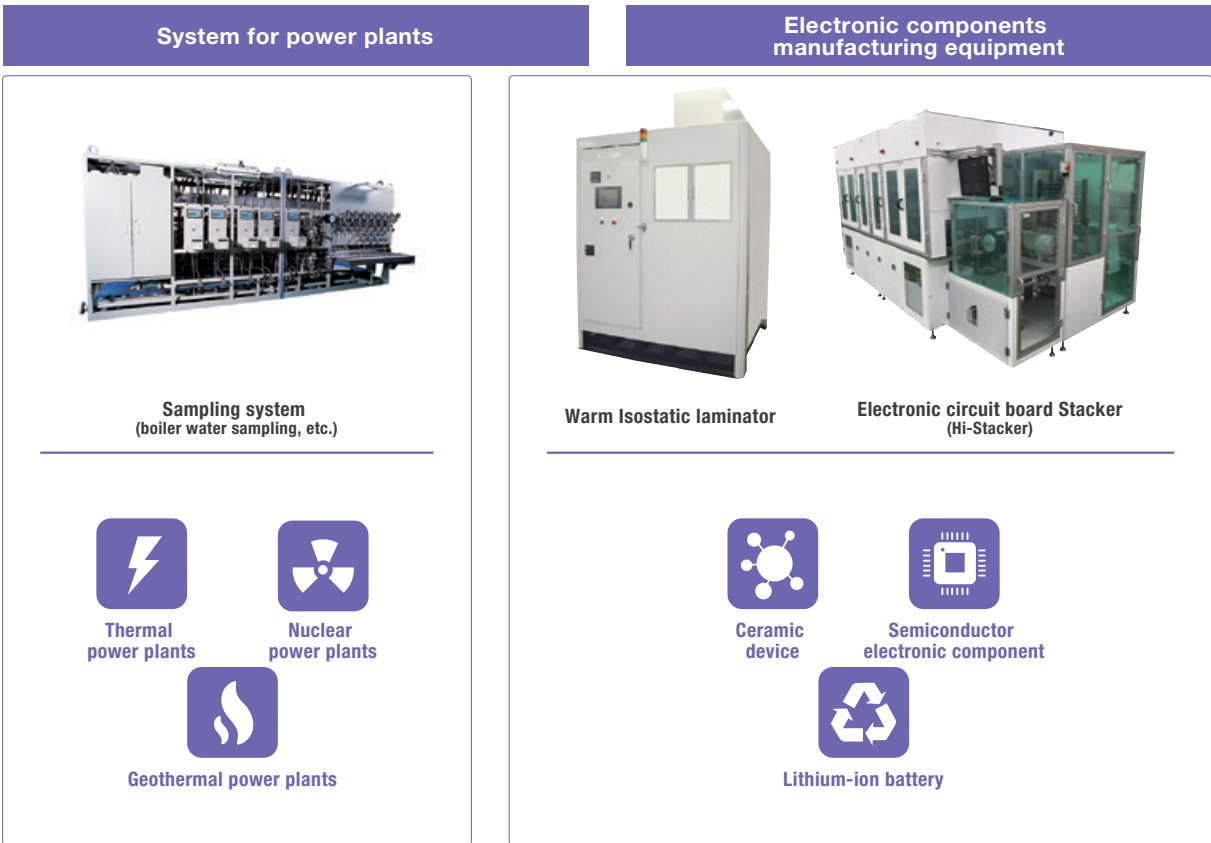 System for power plants
Electronic components
manufacturing equipment
Sampling system
(boiler water sampling, etc.)
Warm Isostatic laminator
Electronic circuit board Stacker
(Hi-Stacker)
Thermal
power plants
Nuclear
power plants
Geothermal power plants
Ceramic
device
Semiconductor
electronic component
Lithium-ion battery